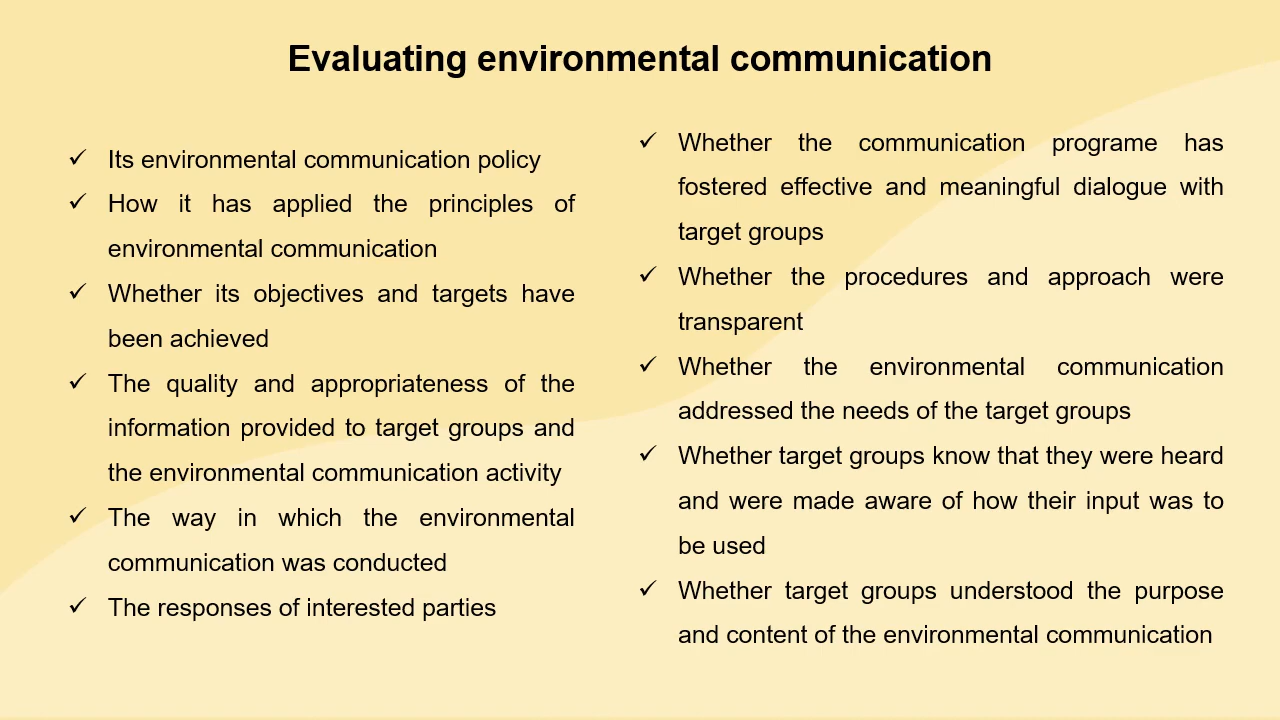 Evaluating environmental communication
✓ Its environmental communication policy
✓ How it has applied the principles of
environmental communication
✓ Whether its objectives and targets have
been achieved
✓ The quality and appropriateness of the
information provided to target groups and
the environmental communication activity
✓ The way in which the environmental
communication was conducted
✓ The responses of interested parties
✓ Whether the communication programe has
fostered effective and meaningful dialogue with
target groups
✓ Whether the procedures and approach were
transparent
✓ Whether the environmental communication
addressed the needs of the target groups
✓ Whether target groups know that they were heard
and were made aware of how their input was to
be used
✓ Whether target groups understood the purpose
and content of the environmental communication